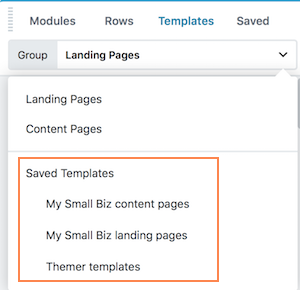 Modules Rows Templates Saved
Group Landing Pages
Landing Pages
Content Pages
Saved Templates
My Small Biz content pages
My Small Biz landing pages
Themer templates